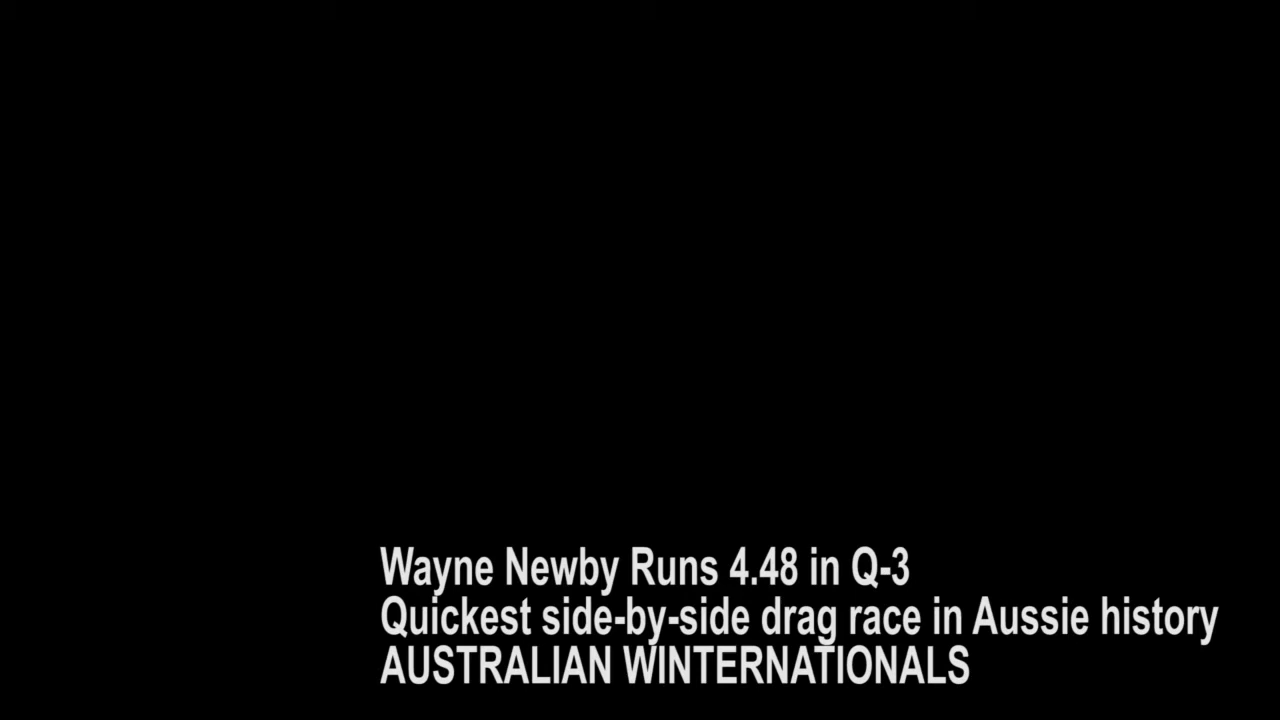 Wayne Newby Runs 4.48 in Q-3
Quickest side-by-side drag race in Aussie history
AUSTRALIAN WINTERNATIONALS